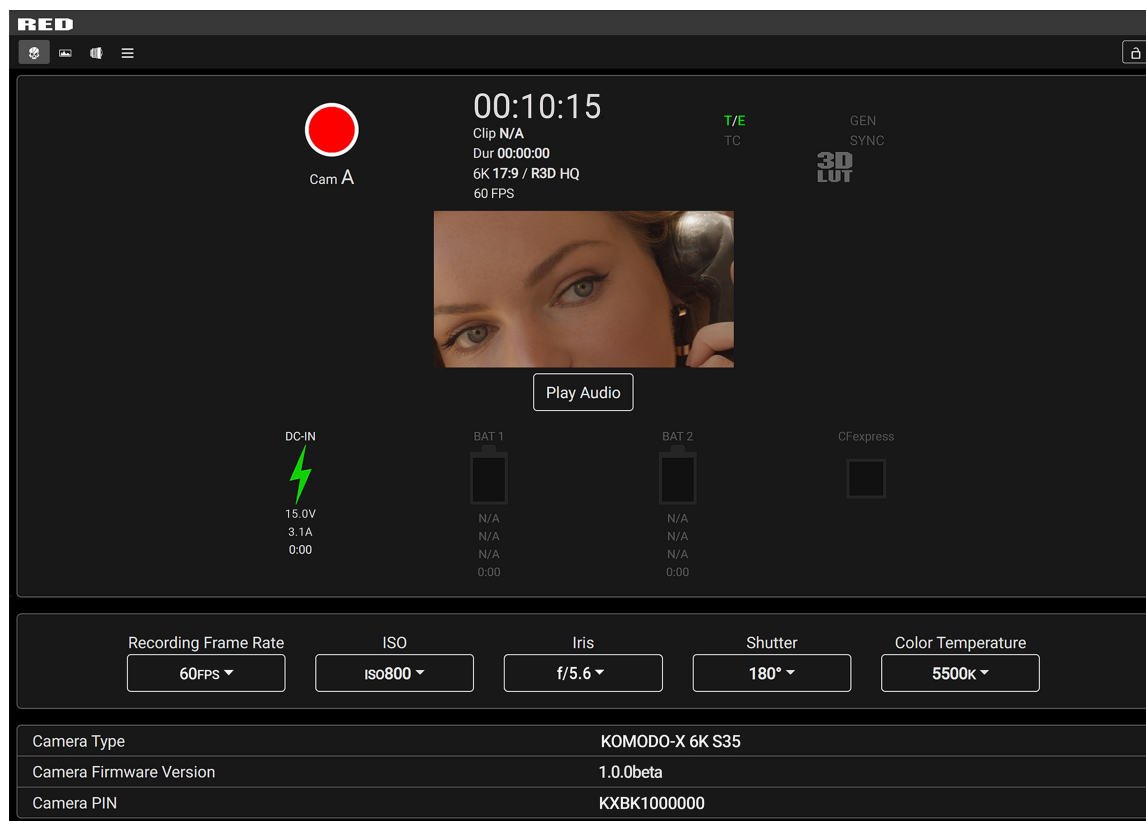 RED
00:10:15
Clip N/A
Dur 00:00:00
6K 17:9 / R3D HQ
60 FPS
Cam A
T/E
TC
GEN
SYNC
3D
LUT
Play Audio
DC-IN
15.0V
3.1A
0:00
BAT 1
N/A
N/A
N/A
0:00
BAT 2
N/A
N/A
N/A
0:00
CFexpress
Recording Frame Rate
60FPS
ISO
ISO800
Iris
f/5.6
Shutter
180°
Color Temperature
5500K
Camera Type KOMODO-X 6K S35
Camera Firmware Version 1.0.0beta
Camera PIN KXBK1000000